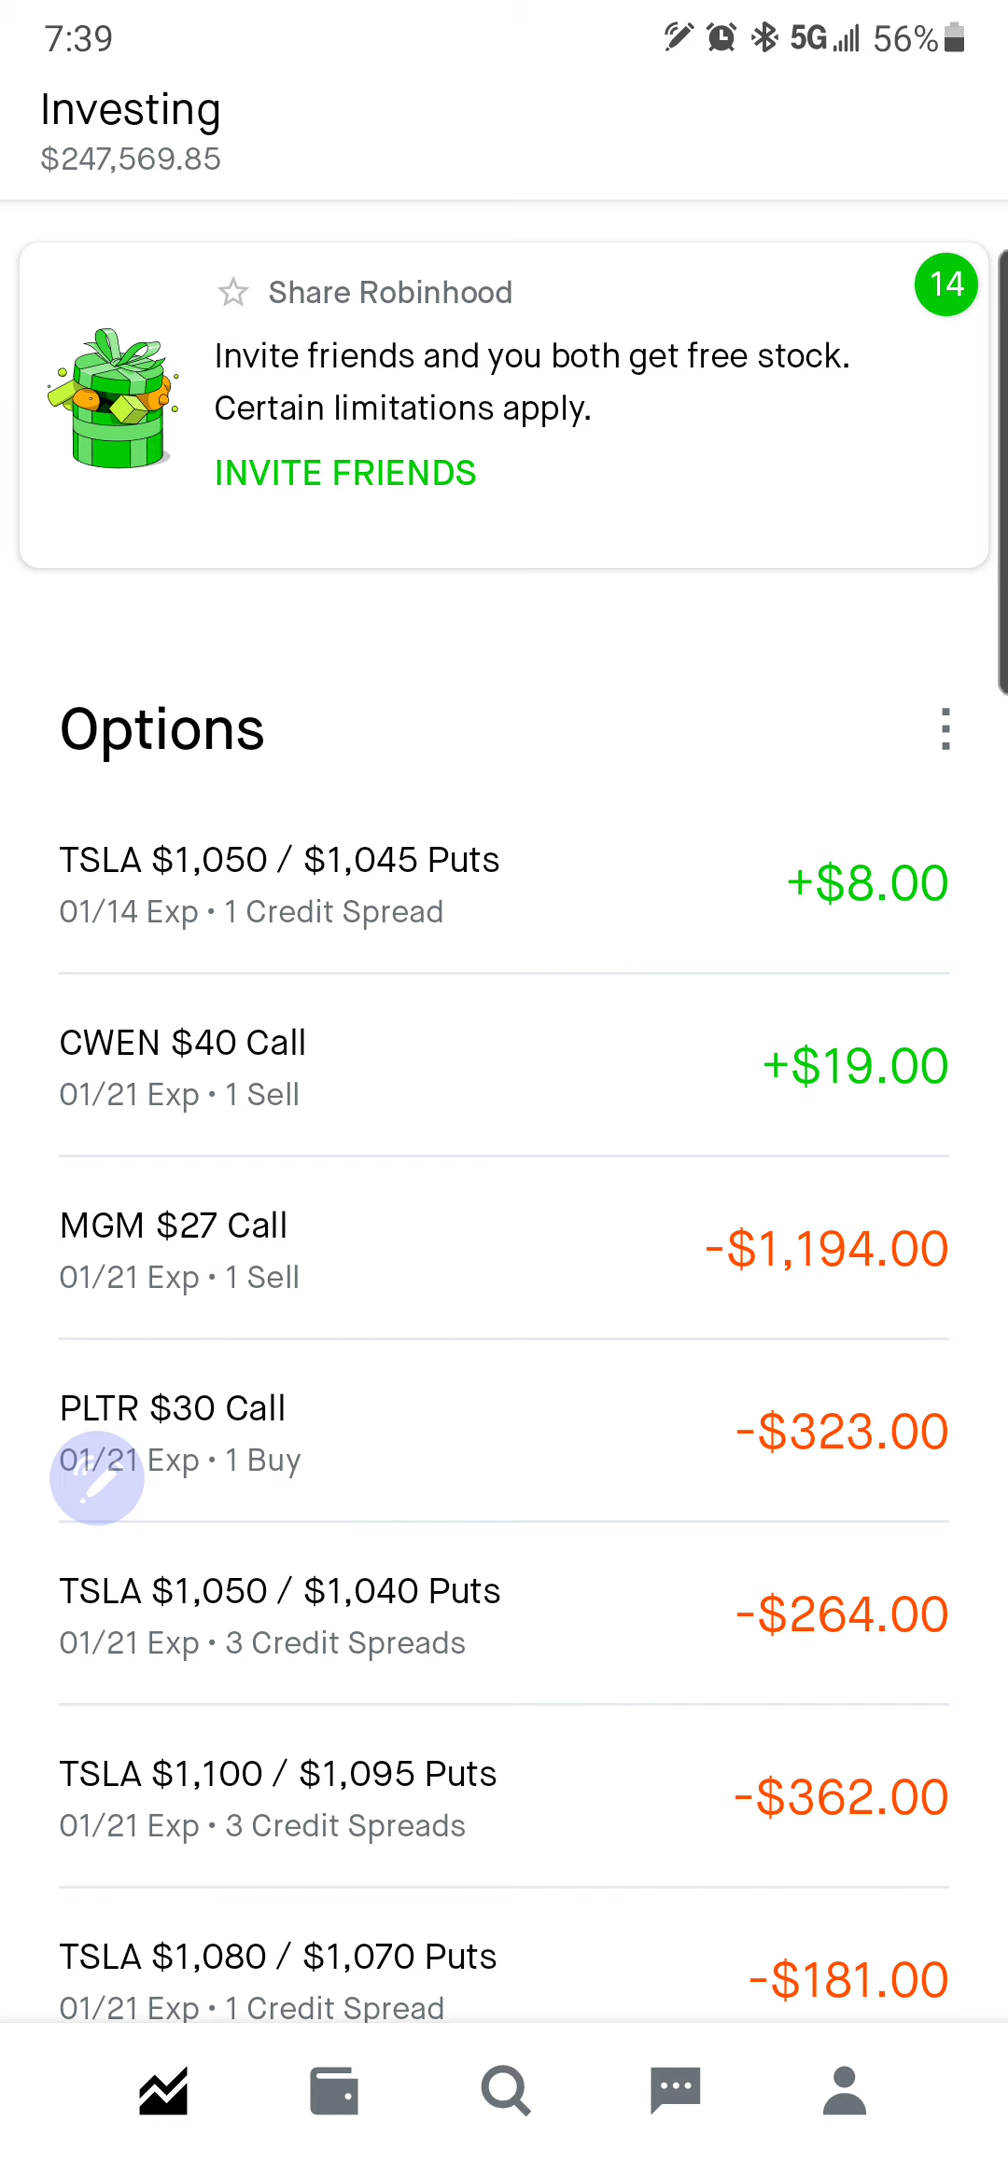 7:39 5G 56%
Investing
$247,569.85
Share Robinhood 14
Invite friends and you both get free stock.
Certain limitations apply.
INVITE FRIENDS
Options
TSLA $1,050 / $1,045 Puts
+$8.00
01/14 Exp • 1 Credit Spread
CWEN $40 Call
+$19.00
01/21 Exp • 1 Sell
MGM $27 Call
-$1,194.00
01/21 Exp • 1 Sell
PLTR $30 Call
-$323.00
01/21 Exp • 1 Buy
TSLA $1,050 / $1,040 Puts
-$264.00
01/21 Exp • 3 Credit Spreads
TSLA $1,100 / $1,095 Puts
-$362.00
01/21 Exp • 3 Credit Spreads
TSLA $1,080 / $1,070 Puts
-$181.00
01/21 Exp • 1 Credit Spread